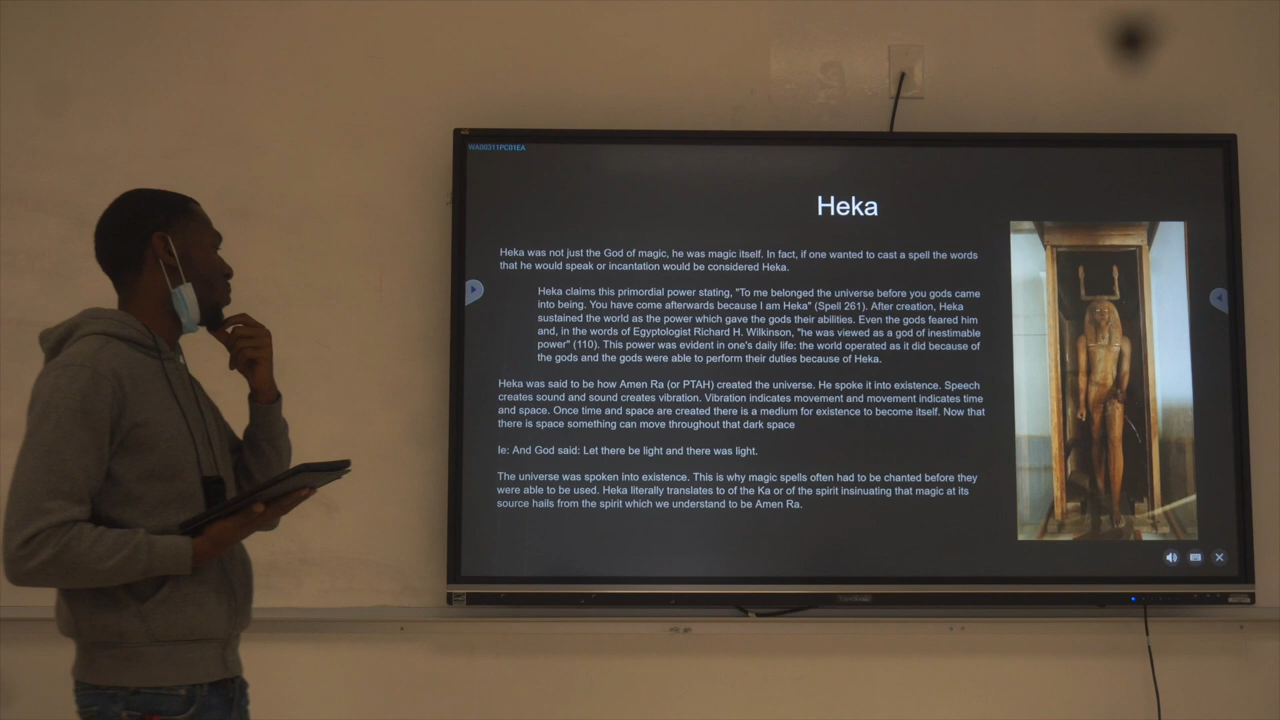 WA00311PC01EA
Heka
Heka was not just the God of magic, he was magic itself. In fact, if one wanted to cast a spell the words
that he would speak or incantation would be considered Heka.
Heka claims this primordial power stating, "To me belonged the universe before you gods came
into being. You have come afterwards because I am Heka" (Spell 261). After creation, Heka
sustained the world as the power which gave the gods their abilities. Even the gods feared him
and, in the words of Egyptologist Richard H. Wilkinson, "he was viewed as a god of inestimable
power" (110). This power was evident in one's daily life: the world operated as it did because of
the gods and the gods were able to perform their duties because of Heka.
Heka was said to be how Amen Ra (or PTAH) created the universe. He spoke it into existence. Speech
creates sound and sound creates vibration. Vibration indicates movement and movement indicates time
and space. Once time and space are created there is a medium for existence to become itself. Now that
there is space something can move throughout that dark space
Ie: And God said: Let there be light and there was light.
The universe was spoken into existence. This is why magic spells often had to be chanted before they
were able to be used. Heka literally translates to of the Ka or of the spirit insinuating that magic at its
source hails from the spirit which we understand to be Amen Ra.